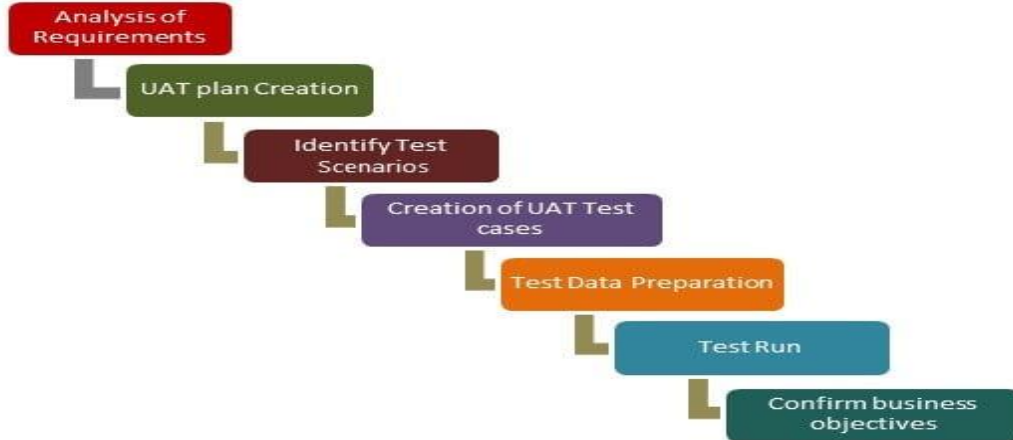 Analysis of
Requirements
UAT plan Creation
Identify Test
Scenarios
Creation of UAT Test
cases
Test Data Preparation
Test Run
Confirm business
objectives